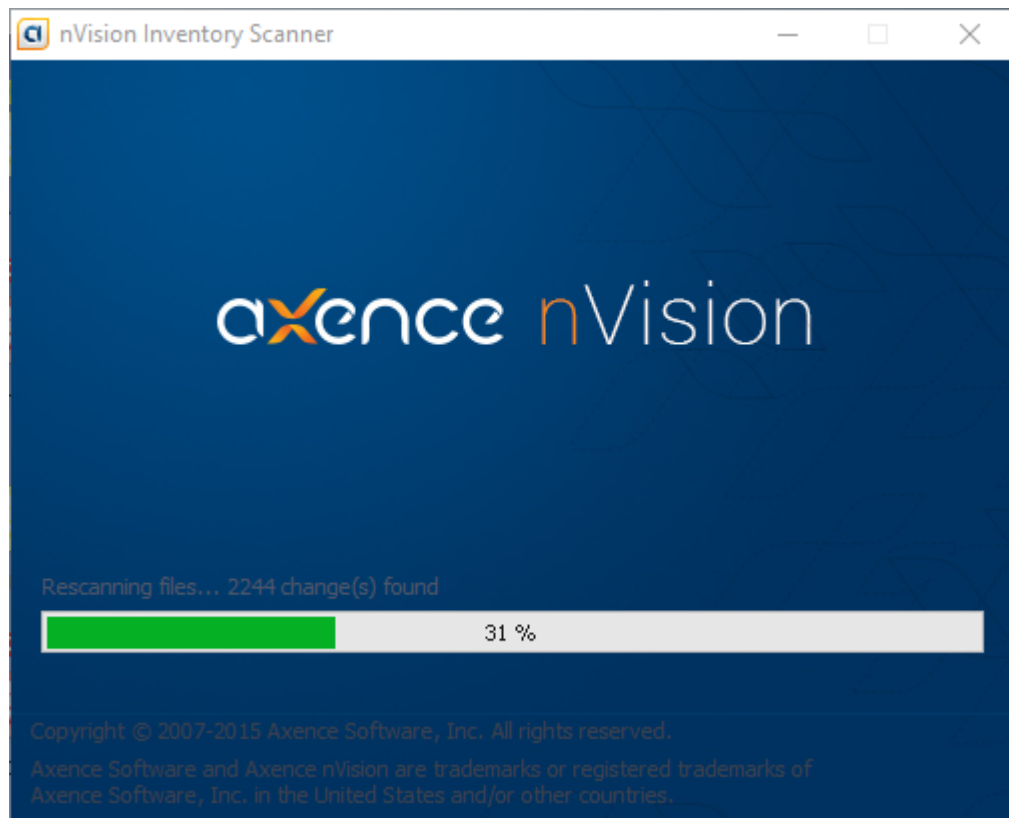 nVision Inventory Scanner
axence nVision
Rescanning files... 2244 change(s) found
31 %
Copyright © 2007-2015 Axence Software, Inc. All rights reserved.
Axence Software and Axence nVision are trademarks or registered trademarks of
Axence Software, Inc. in the United States and/or other countries.